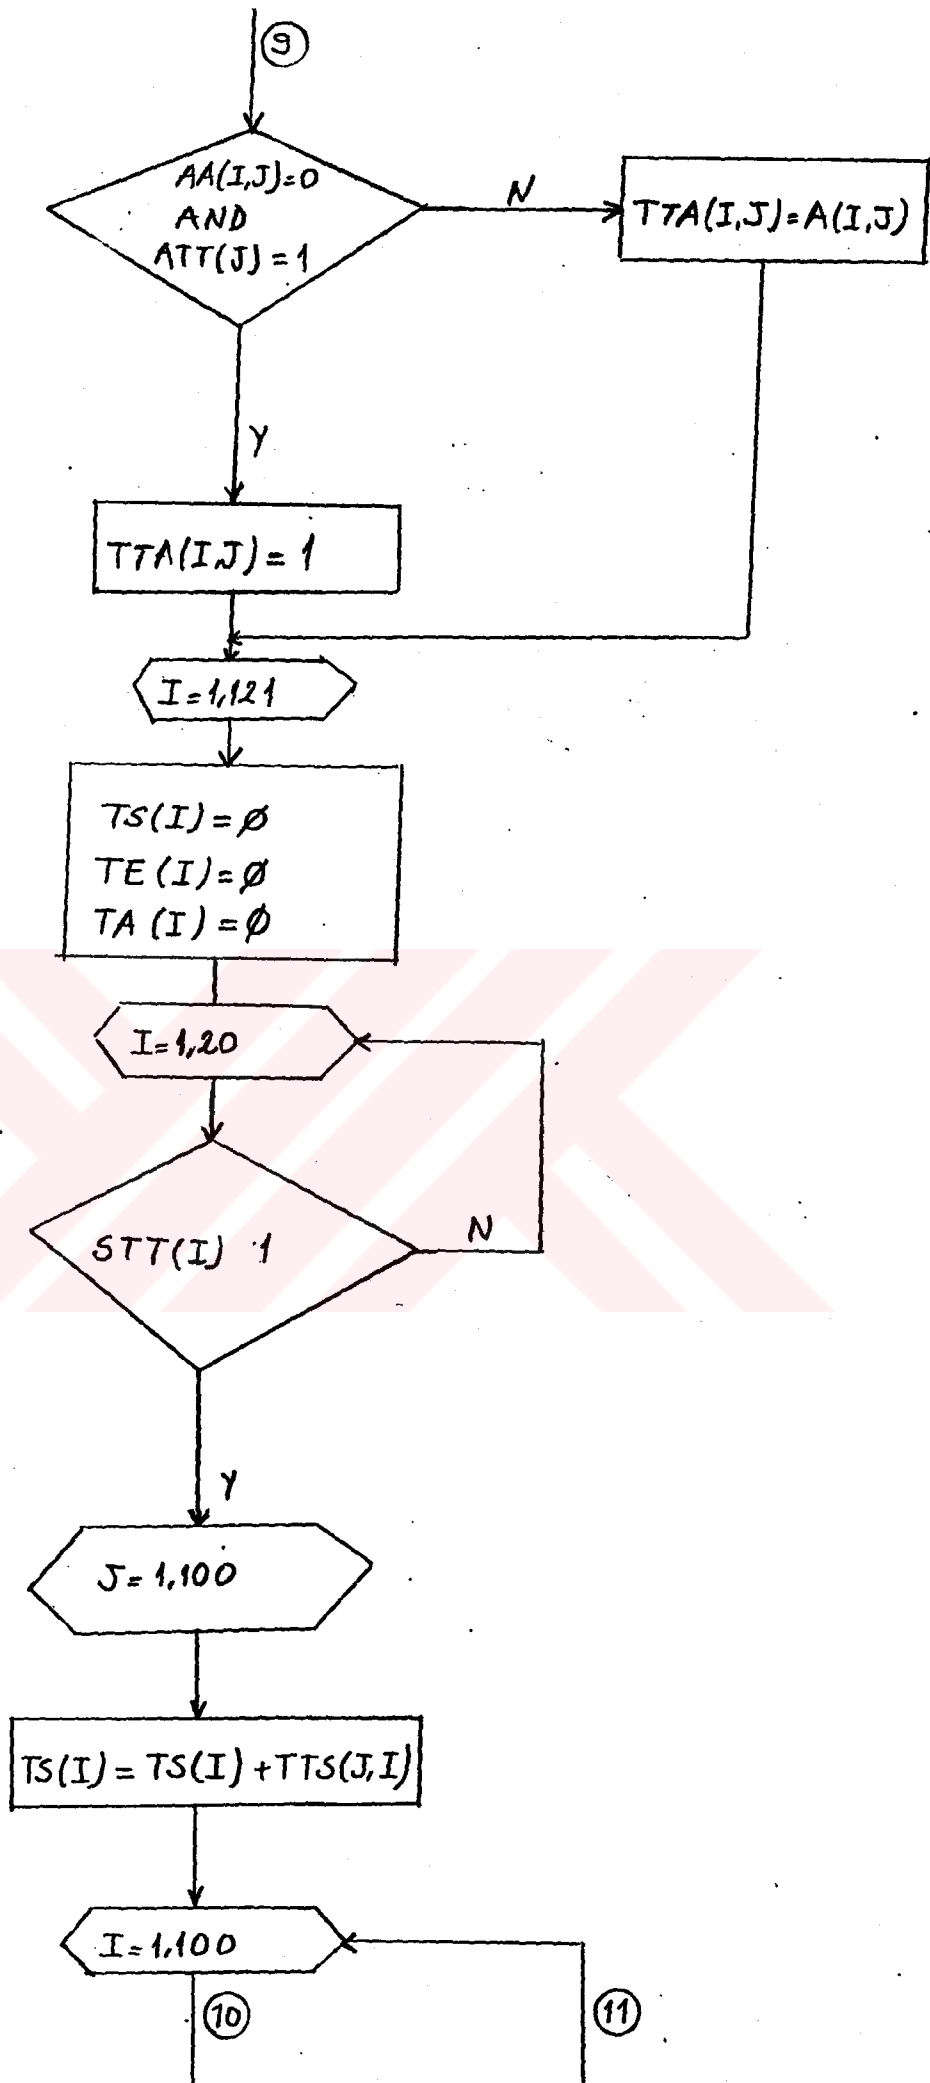 9
AA(I,J)=0
AND
ATT(J)=1
N
TTA(I,J)=A(I,J)
Y
TTA(I,J)=1
I=1,121
TS(I)=Ø
TE(I)=Ø
TA(I)=Ø
I=1,20
STT(I) 1
N
Y
J=1,100
TS(I)=TS(I)+TTS(J,I)
I=1,100
10
11